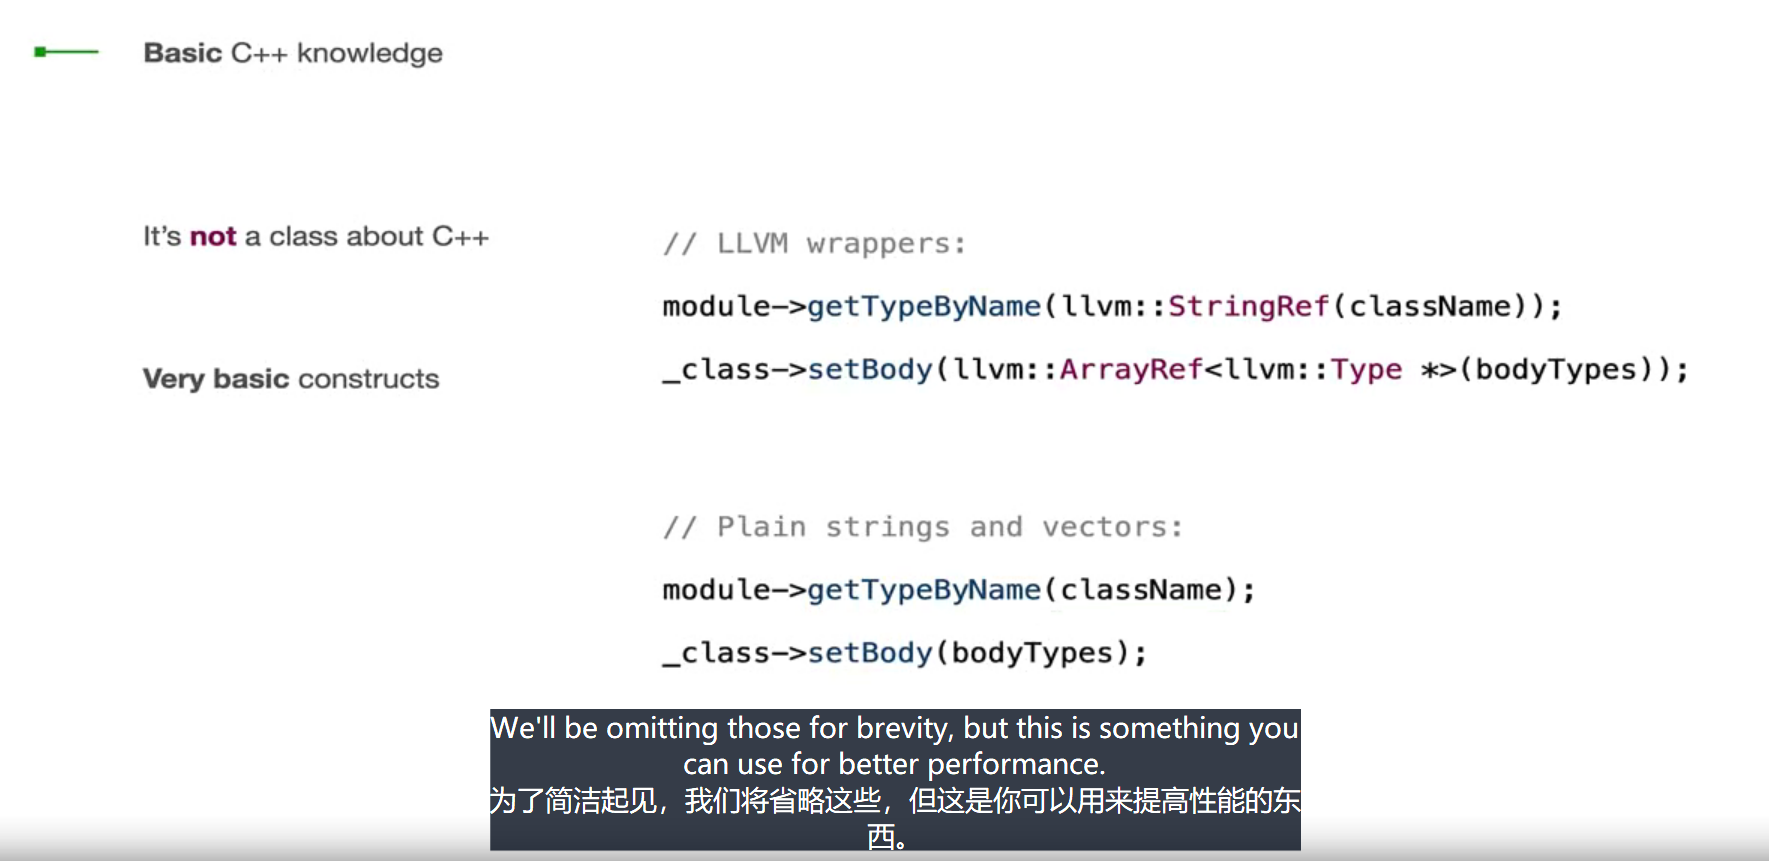 Basic C++ knowledge
It's not a class about C++
Very basic constructs
// LLVM wrappers:
module->getTypeByName(llvm::StringRef(className));
_class->setBody(llvm::ArrayRef<llvm::Type *>(bodyTypes));
// Plain strings and vectors:
module->getTypeByName(className);
_class->setBody(bodyTypes);
We'll be omitting those for brevity, but this is something you
can use for better performance.
为了简洁起见，我们将省略这些，但这是你可以用来提高性能的东
西。